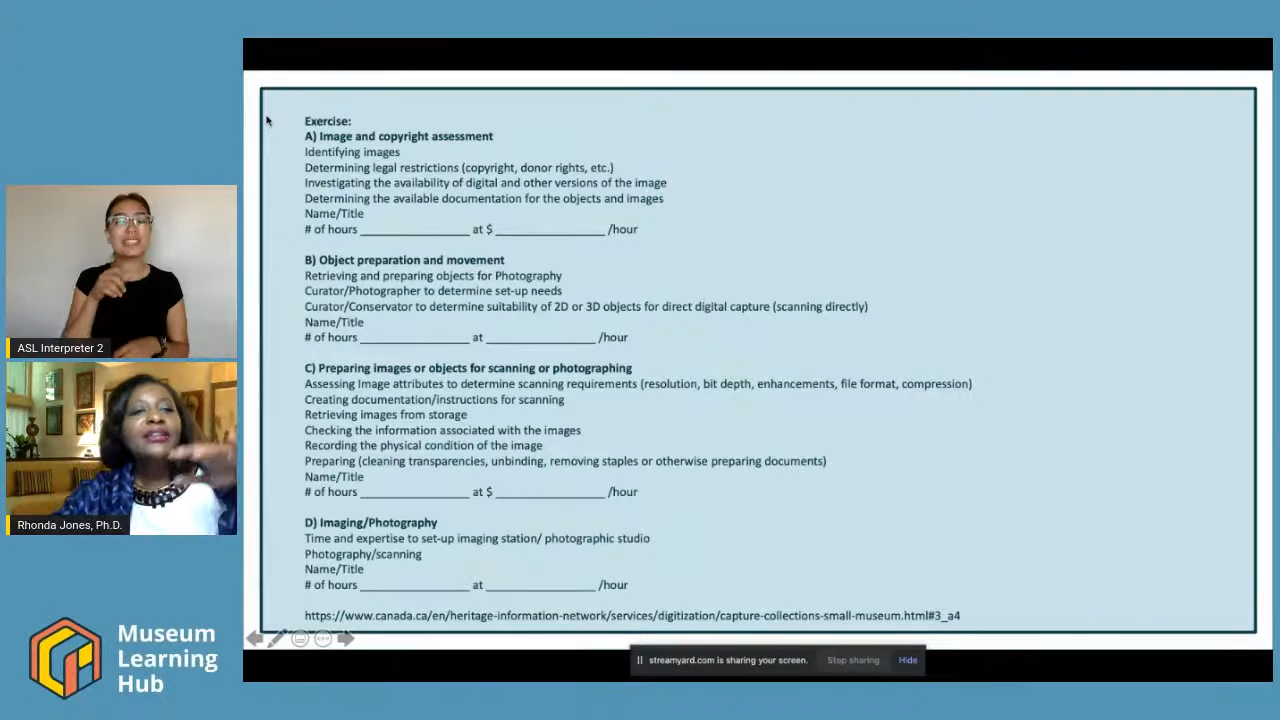 Exercise:
A) Image and copyright assessment
Identifying images
Determining legal restrictions (copyright, donor rights, etc.)
Investigating the availability of digital and other versions of the image
Determining the available documentation for the objects and images
Name/Title
# of hours ___________________ at $ ___________________ /hour
B) Object preparation and movement
Retrieving and preparing objects for Photography
Curator/Photographer to determine set-up needs
Curator/Conservator to determine suitability of 2D or 3D objects for direct digital capture (scanning directly)
Name/Title
# of hours ___________________ at ___________________ /hour
C) Preparing images or objects for scanning or photographing
Assessing Image attributes to determine scanning requirements (resolution, bit depth, enhancements, file format, compression)
Creating documentation/instructions for scanning
Retrieving images from storage
Checking the information associated with the images
Recording the physical condition of the image
Preparing (cleaning transparencies, unbinding, removing staples or otherwise preparing documents)
Name/Title
# of hours ___________________ at $ ___________________ /hour
D) Imaging/Photography
Time and expertise to set-up imaging station/ photographic studio
Photography/scanning
Name/Title
# of hours ___________________ at ___________________ /hour
https://www.canada.ca/en/heritage-information-network/services/digitization/capture-collections-small-museum.html#3_a4
streamyard.com is sharing your screen. Stop sharing Hide
ASL Interpreter 2
Rhonda Jones, Ph.D.
Museum
Learning
Hub